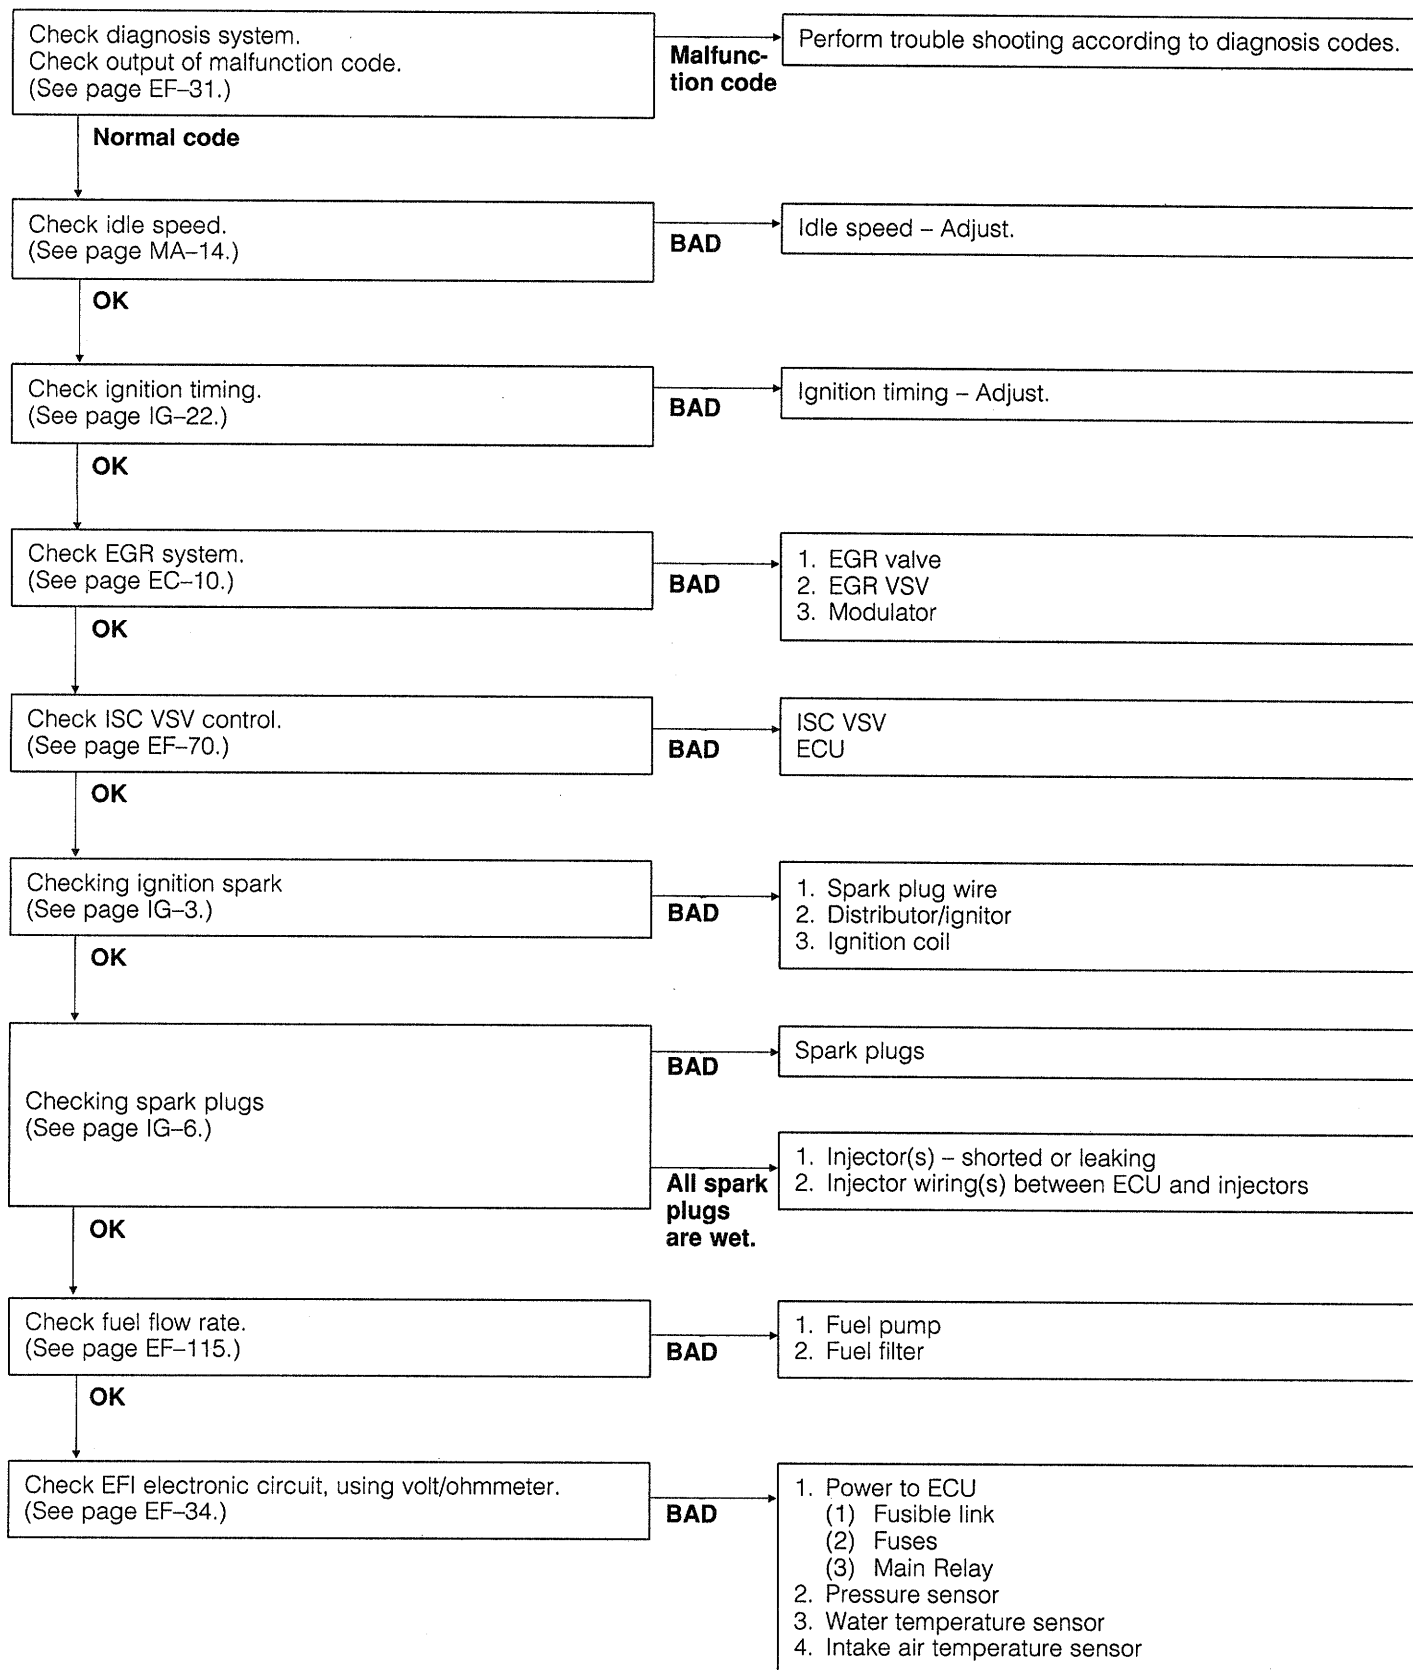 Check diagnosis system.
Check output of malfunction code.
(See page EF–31.)
Malfunc-
tion code
Perform trouble shooting according to diagnosis codes.
Normal code
Check idle speed.
(See page MA–14.)
BAD
Idle speed – Adjust.
OK
Check ignition timing.
(See page IG–22.)
BAD
Ignition timing – Adjust.
OK
Check EGR system.
(See page EC–10.)
BAD
1. EGR valve
2. EGR VSV
3. Modulator
OK
Check ISC VSV control.
(See page EF–70.)
BAD
ISC VSV
ECU
OK
Checking ignition spark
(See page IG–3.)
BAD
1. Spark plug wire
2. Distributor/ignitor
3. Ignition coil
OK
Checking spark plugs
(See page IG–6.)
BAD
Spark plugs
All spark
plugs
are wet.
1. Injector(s) – shorted or leaking
2. Injector wiring(s) between ECU and injectors
OK
Check fuel flow rate.
(See page EF–115.)
BAD
1. Fuel pump
2. Fuel filter
OK
Check EFI electronic circuit, using volt/ohmmeter.
(See page EF–34.)
BAD
1. Power to ECU
(1) Fusible link
(2) Fuses
(3) Main Relay
2. Pressure sensor
3. Water temperature sensor
4. Intake air temperature sensor